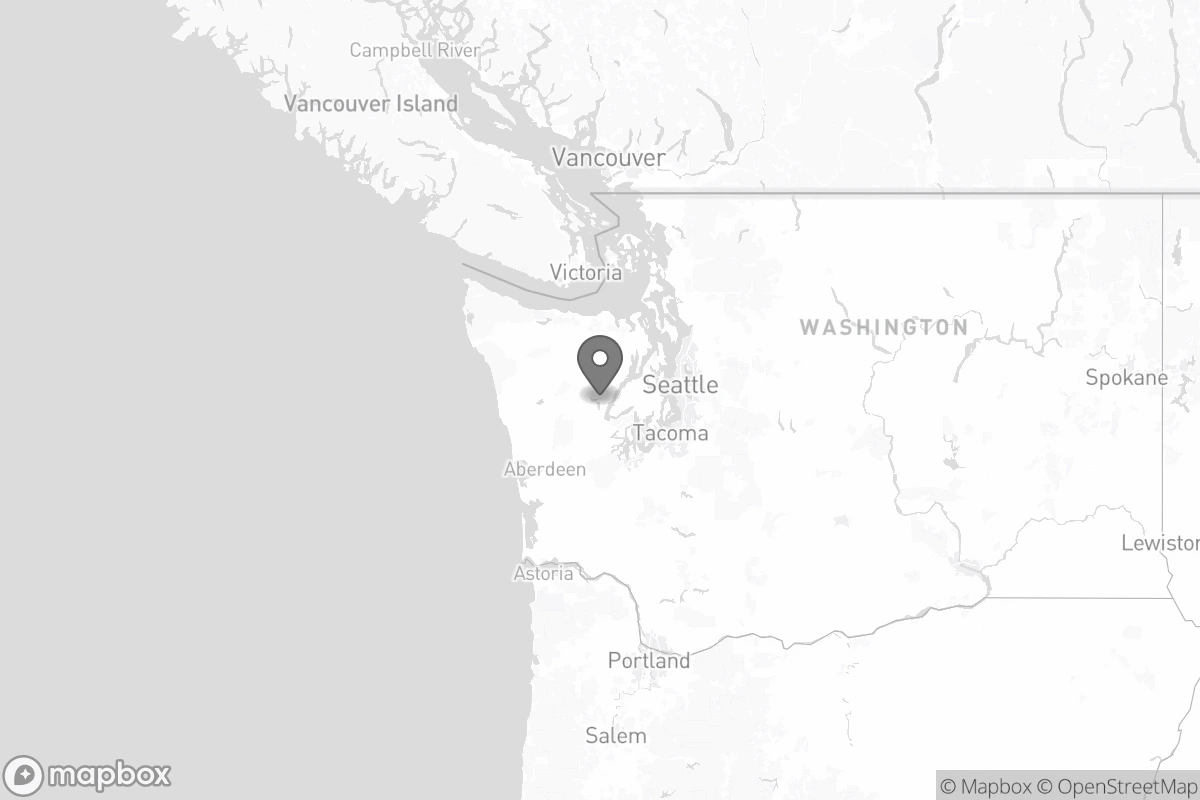 Campbell River
Vancouver Island
Vancouver
Victoria
WASHINGTON
Spokane
Seattle
Tacoma
Aberdeen
Lewiston
Astoria
Portland
Salem
mapbox
© Mapbox © OpenStreetMap